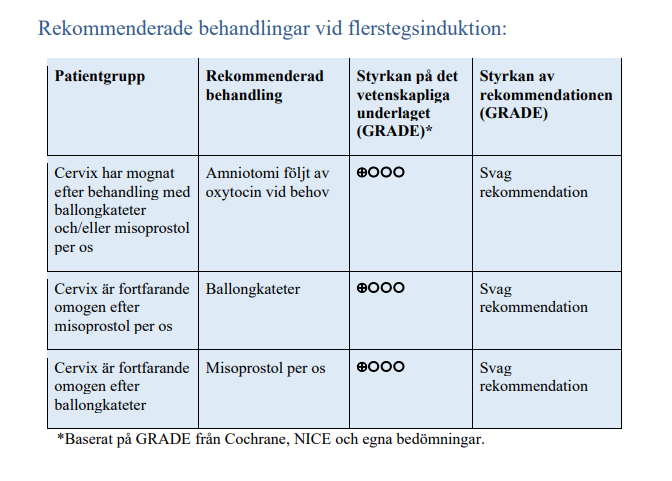 Rekommenderade behandlingar vid flerstegsinduktion:
Patientgrupp
Rekommenderad
behandling
Styrkan på det
vetenskapliga
underlaget
(GRADE)*
Styrkan av
rekommendationen
(GRADE)
Cervix har mognat
efter behandling med
ballongkateter
och/eller misoprostol
per os
Amniotomi följt av
oxytocin vid behov
⊕OOO
Svag
rekommendation
Cervix är fortfarande
omogen efter
misoprostol per os
Ballongkateter
⊕OOO
Svag
rekommendation
Cervix är fortfarande
omogen efter
ballongkateter
Misoprostol per os
⊕OOO
Svag
rekommendation
*Baserat på GRADE från Cochrane, NICE och egna bedömningar.